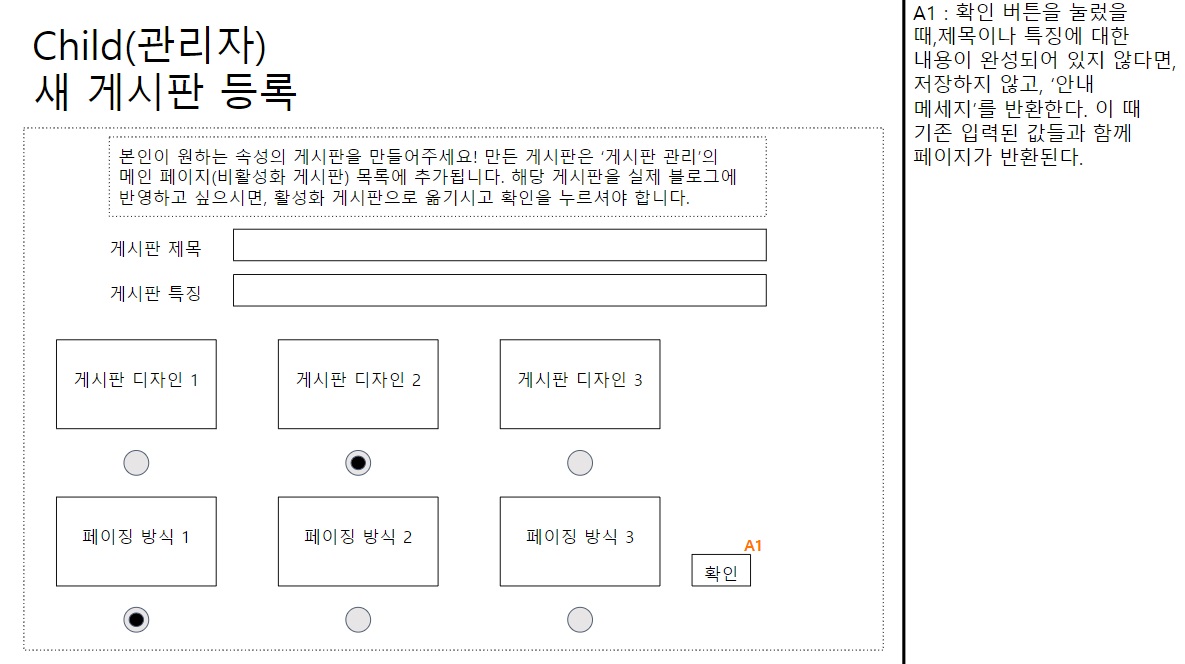 Child(관리자)
새 게시판 등록
본인이 원하는 속성의 게시판을 만들어주세요! 만든 게시판은 ‘게시판 관리’의
메인 페이지(비활성화 게시판) 목록에 추가됩니다. 해당 게시판을 실제 블로그에
반영하고 싶으시면, 활성화 게시판으로 옮기시고 확인을 누르셔야 합니다.
게시판 제목
게시판 특징
게시판 디자인 1
게시판 디자인 2
게시판 디자인 3
페이징 방식 1
페이징 방식 2
페이징 방식 3
A1
확인
A1 : 확인 버튼을 눌렀을
때,제목이나 특징에 대한
내용이 완성되어 있지 않다면,
저장하지 않고, ‘안내
메세지’를 반환한다. 이 때
기존 입력된 값들과 함께
페이지가 반환된다.